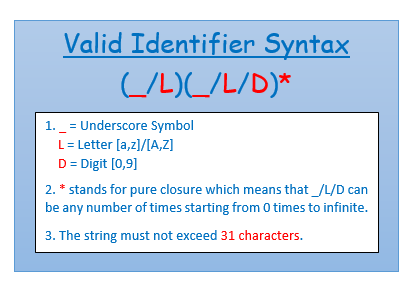 Valid Identifier Syntax
(_/L)(_/L/D)*
1. _ = Underscore Symbol
L = Letter [a,z]/[A,Z]
D = Digit [0,9]
2. * stands for pure closure which means that _/L/D can
be any number of times starting from 0 times to infinite.
3. The string must not exceed 31 characters.